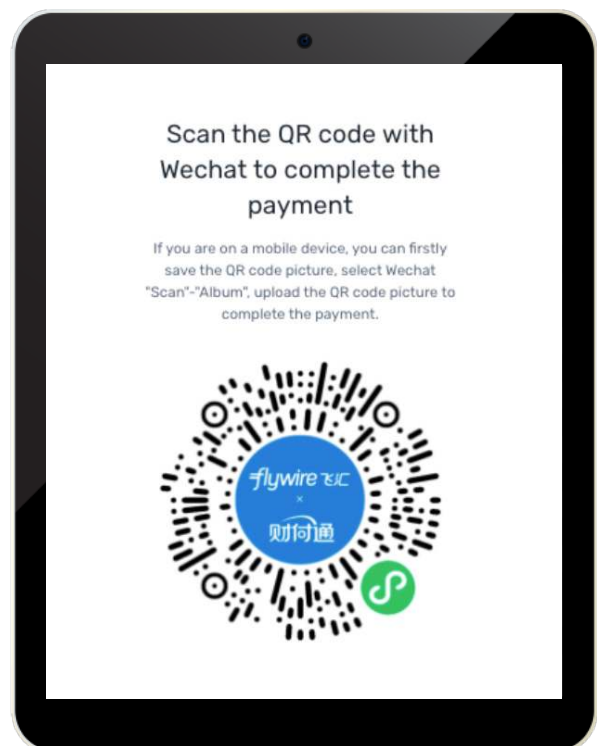 Scan the QR code with
Wechat to complete the
payment
If you are on a mobile device, you can firstly
save the QR code picture, select Wechat
"Scan"-"Album", upload the QR code picture to
complete the payment.
flywire 飞汇
×
财付通